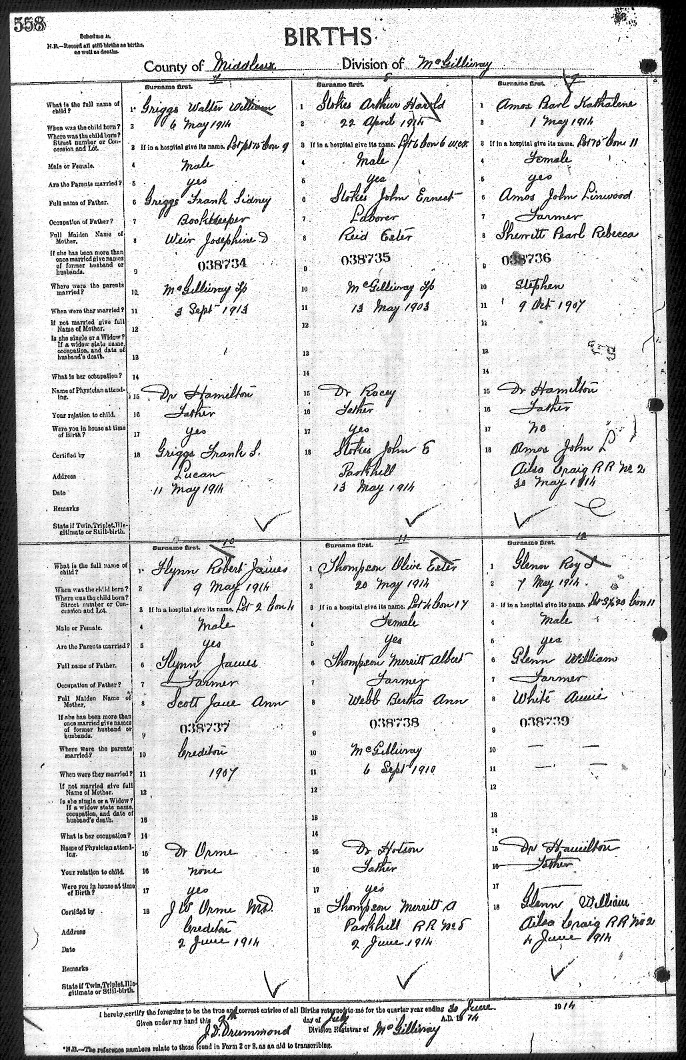 558
Schedule A.
N.B.—Record all still births as births, as well as deaths.
BIRTHS
County of Middlesex Division of McGillivray
7 8 9
Surname first. Surname first. Surname first.
What is the full name of child? 1 Griggs Walter William 1 Stokes Arthur Harold 1 Amos Pearl Kathalene
When was the child born? 2 6 May 1914 2 22 April 1914 2 1 May 1914
Where was the child born? Street number or Concession and Lot. 3 If in a hospital give its name. Lot pt 15 Con 9 3 If in a hospital give its name. Lot 6 Con 6 3 If in a hospital give its name. Lot 15 Con 11
Male or Female. 4 Male 4 Male 4 Female
Are the Parents married? 5 yes 5 yes 5 yes
Full name of Father. 6 Griggs Frank Sidney 6 Stokes John Ernest 6 Amos John Linwood
Occupation of Father? 7 Bookkeeper 7 Laborer 7 Farmer
Full Maiden Name of Mother. 8 Weir Josephine D 8 Reid Ester 8 Sherritt Pearl Rebecca
If she has been more than once married give names of former husband or husbands. 9 038734 038735 9 038736
Where were the parents married? 10 McGillivray Tp 10 McGillivray Tp 10 Stephen
When were they married? 11 3 Sept 1913 11 13 May 1903 11 9 Oct 1907
If not married give full Name of Mother. 12 12 12
Is she single or a Widow? If a widow state name, occupation, and date of husband's death. 13 13 13
What is her occupation? 14 14 14
Name of Physician attending. 15 Dr Hamilton 15 Dr Racey 15 Dr Hamilton
Your relation to child. 16 Father 16 Father 16 Father
Were you in house at time of Birth? 17 yes 17 yes 17 no
Certified by 18 Griggs Frank S. 18 Stokes John E 18 Amos John L
Address Lucan Parkhill Ailsa Craig RR No 2
Date 11 May 1914 13 May 1914 30 May 1914
Remarks
State if Twin, Triplet, Illegitimate or Still-birth.
10 11 12
Surname first. Surname first. Surname first.
What is the full name of child? 1 Flynn Robert James 1 Thompson Olive Ester 1 Glenn Roy
When was the child born? 2 9 May 1914 2 20 May 1914 2 7 May 1914
Where was the child born? Street number or Concession and Lot. 3 If in a hospital give its name. Lot 2 Con 4 3 If in a hospital give its name. Lot 4 Con 17 3 If in a hospital give its name. Con 11
Male or Female. 4 Male 4 Female 4 Male
Are the Parents married? 5 yes 5 yes 5 yes
Full name of Father. 6 Flynn James 6 Thompson Merritt Albert 6 Glenn William
Occupation of Father? 7 Farmer 7 Farmer 7 Farmer
Full Maiden Name of Mother. 8 Scott Jane Ann 8 Webb Bertha Ann 8 White Annie
If she has been more than once married give names of former husband or husbands. 9 038737 9 038738 9 038739
Where were the parents married? 10 Crediton 10 McGillivray 10 — —
When were they married? 11 1907 11 6 Sept 1910 11 — —
If not married give full Name of Mother. 12 12 12
Is she single or a Widow? If a widow state name, occupation, and date of husband's death. 13 13 13
What is her occupation? 14 14 14
Name of Physician attending. 15 Dr Orme 15 Dr Hotson 15 Dr Hamilton
Your relation to child. 16 none 16 Father 16 Father
Were you in house at time of Birth? 17 yes 17 yes 17 —
Certified by 18 J W Orme MD. 18 Thompson Merritt A 18 Glenn William
Address Crediton Parkhill RR No 5 Ailsa Craig RR No 2
Date 2 June 1914 2 June 1914 4 June 1914
Remarks
State if Twin, Triplet, Illegitimate or Still-birth.
I hereby certify the foregoing to be the true and correct entries of all Births returned to me for the quarter year ending 30 June 1914
Given under my hand this 9th day of July A.D. 1914
J.D. Drummond Division Registrar of McGillivray
*N.B.—The reference numbers relate to those found in Form 2 or 3, as an aid to transcribing.